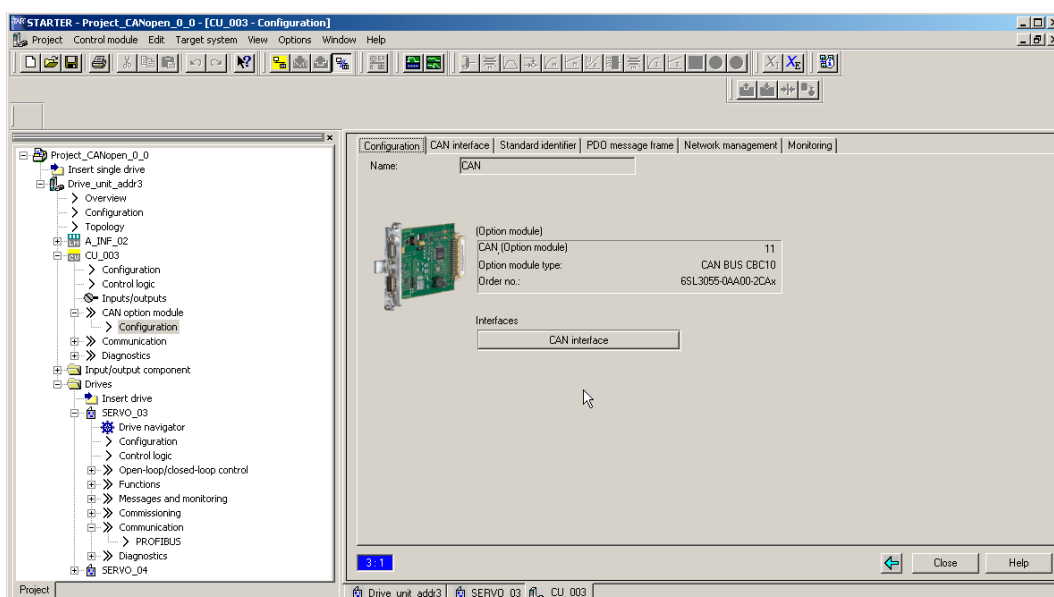 STARTER - Project_CANopen_0_0 - [CU_003 - Configuration]
Project Control module Edit Target system View Options Window Help
Project_CANopen_0_0
Insert single drive
Drive_unit_addr3
Overview
Configuration
Topology
A_INF_02
CU_003
Configuration
Control logic
Inputs/outputs
CAN option module
Configuration
Communication
Diagnostics
Input/output component
Drives
Insert drive
SERVO_03
Drive navigator
Configuration
Control logic
Open-loop/closed-loop control
Functions
Messages and monitoring
Commissioning
Communication
PROFIBUS
Diagnostics
SERVO_04
Project
Configuration CAN interface Standard identifier PDO message frame Network management Monitoring
Name: CAN
(Option module)
CAN (Option module) 11
Option module type: CAN BUS CBC10
Order no.: 6SL3055-0AA00-2CAx
Interfaces
CAN interface
3:1 Close Help
Drive_unit_addr3 SERVO_03 CU_003